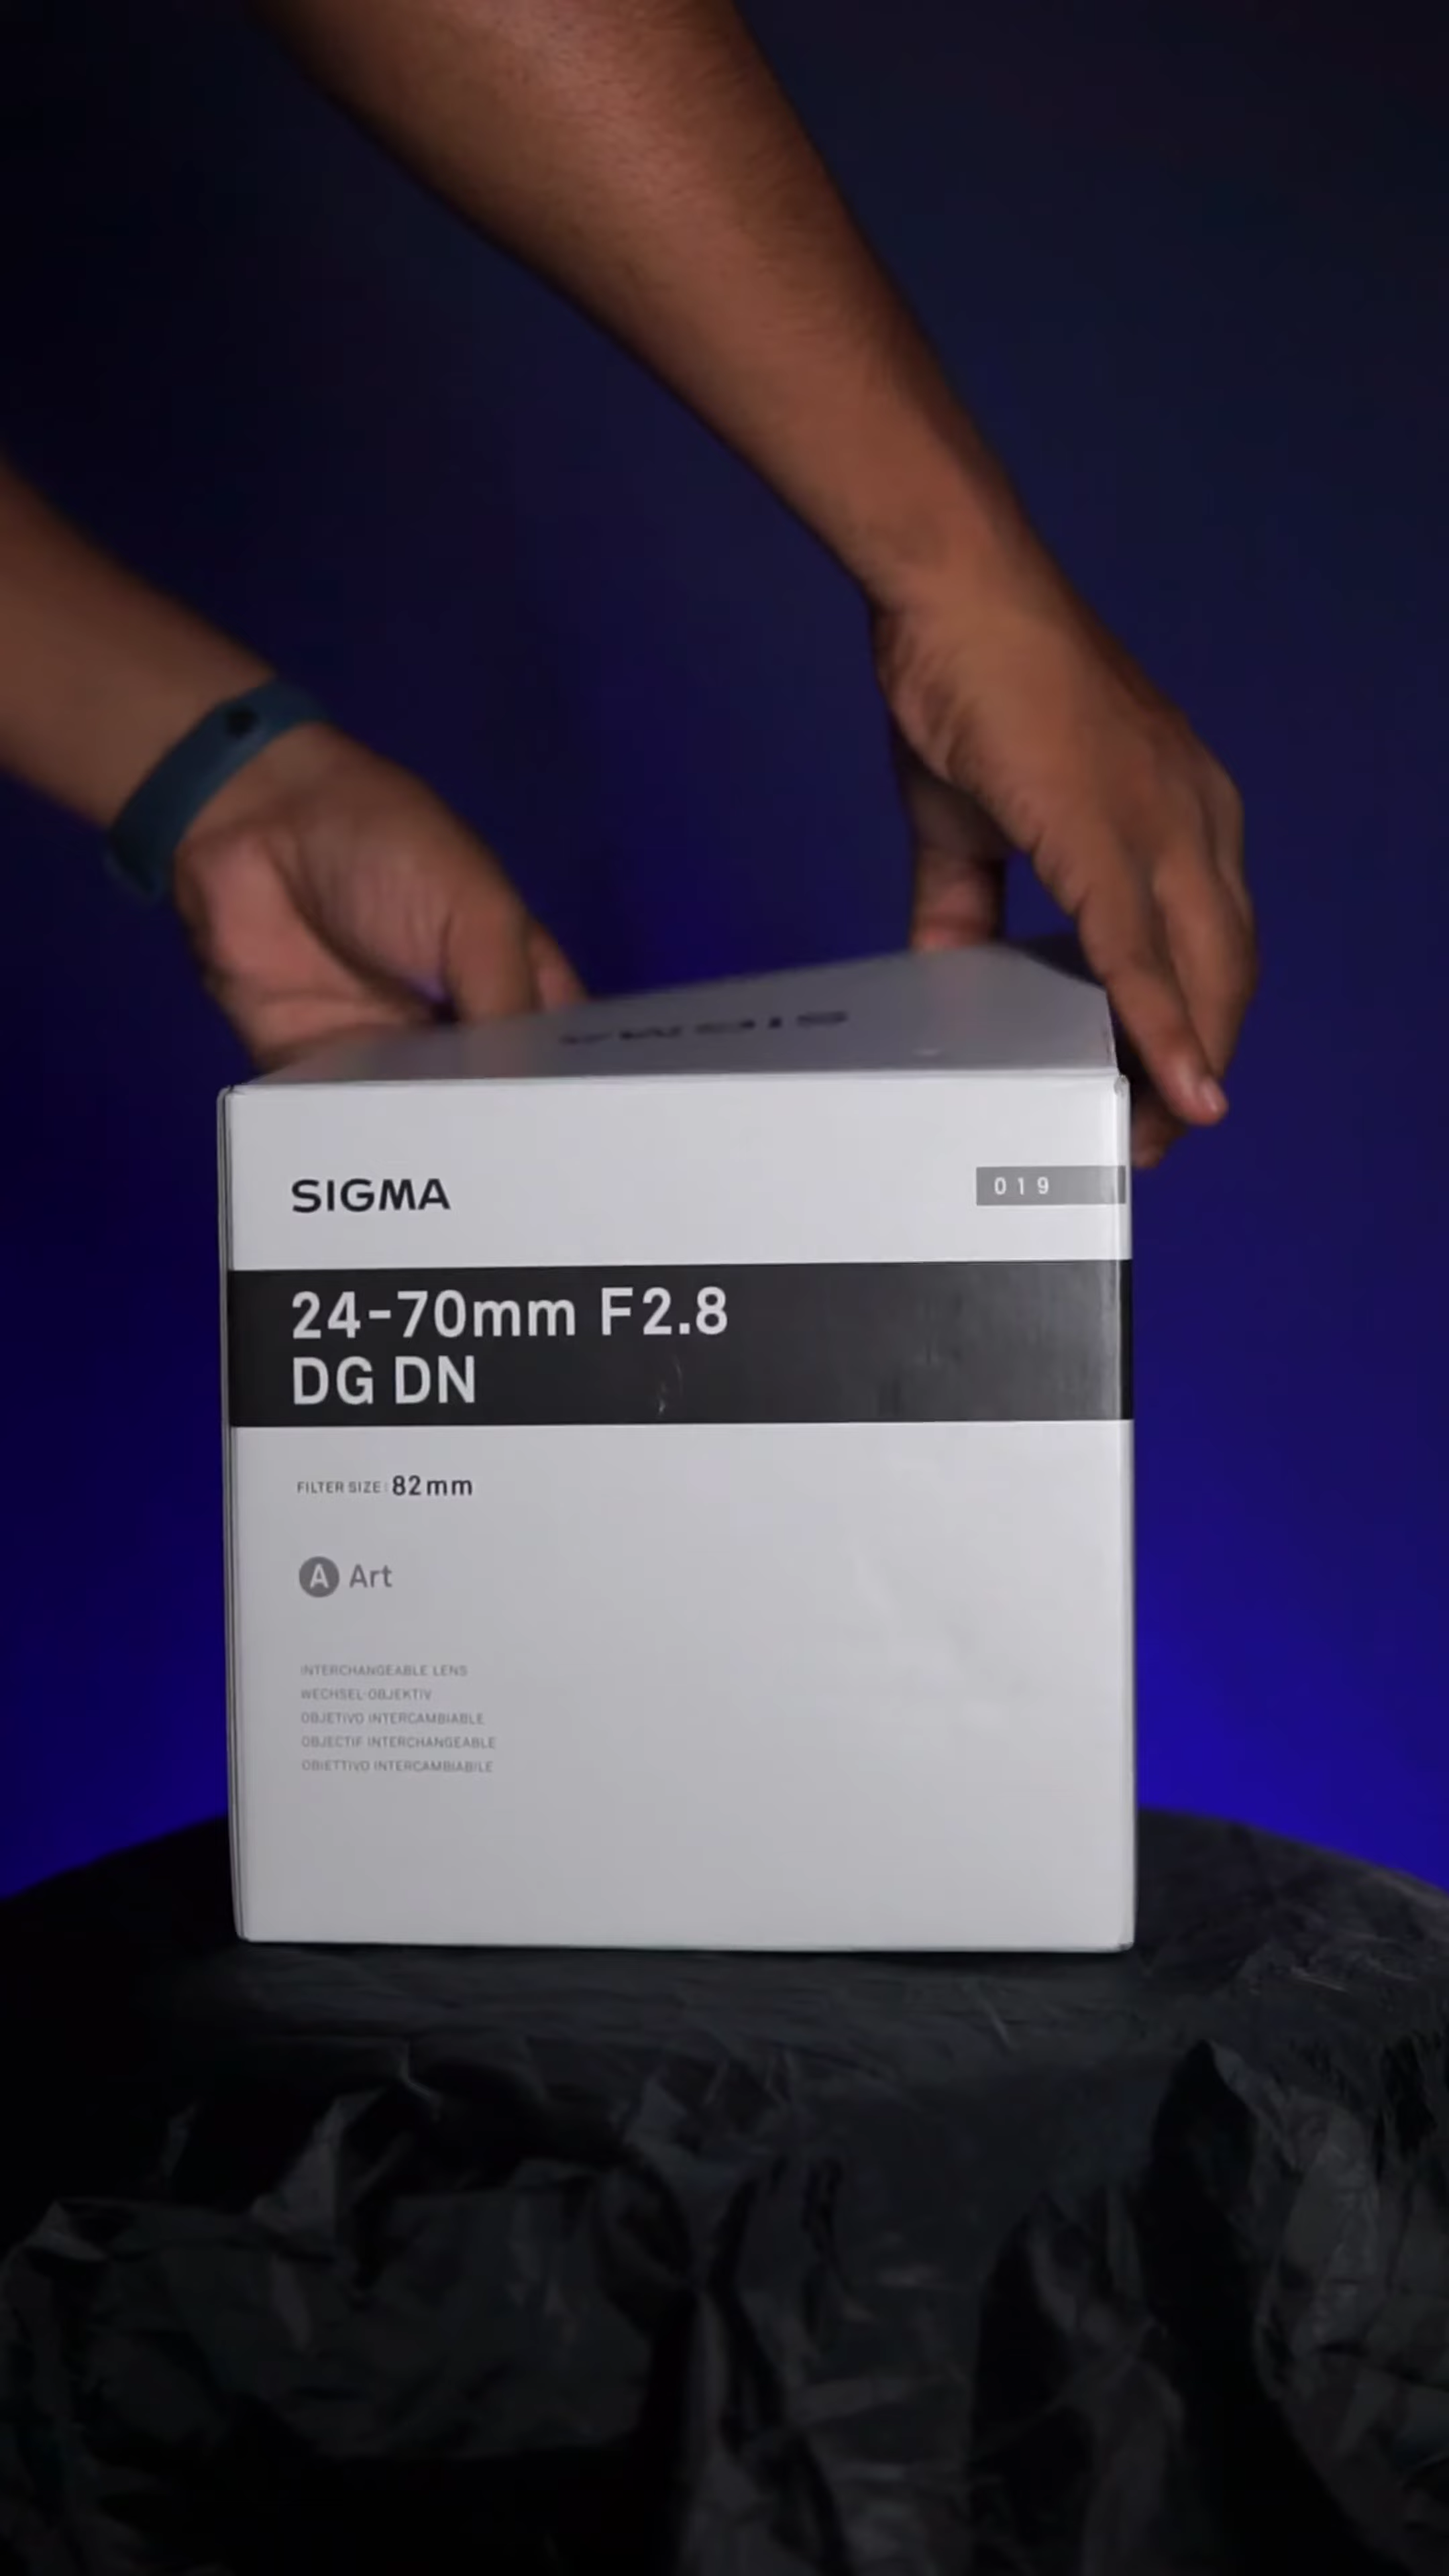 SIGMA
SIGMA
019
24-70mm F2.8
DG DN
FILTER SIZE: 82mm
A Art
INTERCHANGEABLE LENS
WECHSEL-OBJEKTIV
OBJETIVO INTERCAMBIABLE
OBJECTIF INTERCHANGEABLE
OBIETTIVO INTERCAMBIABILE